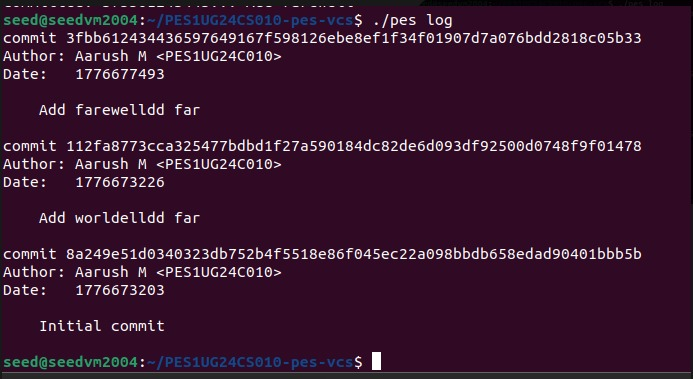 seed@seedvm2004:~/PES1UG24CS010-pes-vcs$ ./pes log
commit 3fbb612434436597649167f598126ebe8ef1f34f01907d7a076bdd2818c05b33
Author: Aarush M <PES1UG24C010>
Date:   1776677493

    Add farewelldd far

commit 112fa8773cca325477bdbd1f27a590184dc82de6d093df92500d0748f9f01478
Author: Aarush M <PES1UG24C010>
Date:   1776673226

    Add worldelldd far

commit 8a249e51d0340323db752b4f5518e86f045ec22a098bbdb658edad90401bbb5b
Author: Aarush M <PES1UG24C010>
Date:   1776673203

    Initial commit

seed@seedvm2004:~/PES1UG24CS010-pes-vcs$